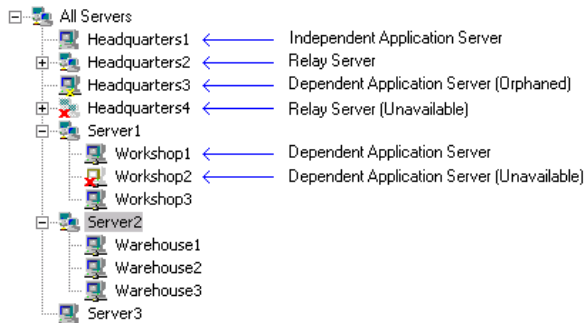 All Servers
Headquarters1 Independent Application Server
Headquarters2 Relay Server
Headquarters3 Dependent Application Server (Orphaned)
Headquarters4 Relay Server (Unavailable)
Server1
Workshop1 Dependent Application Server
Workshop2 Dependent Application Server (Unavailable)
Workshop3
Server2
Warehouse1
Warehouse2
Warehouse3
Server3